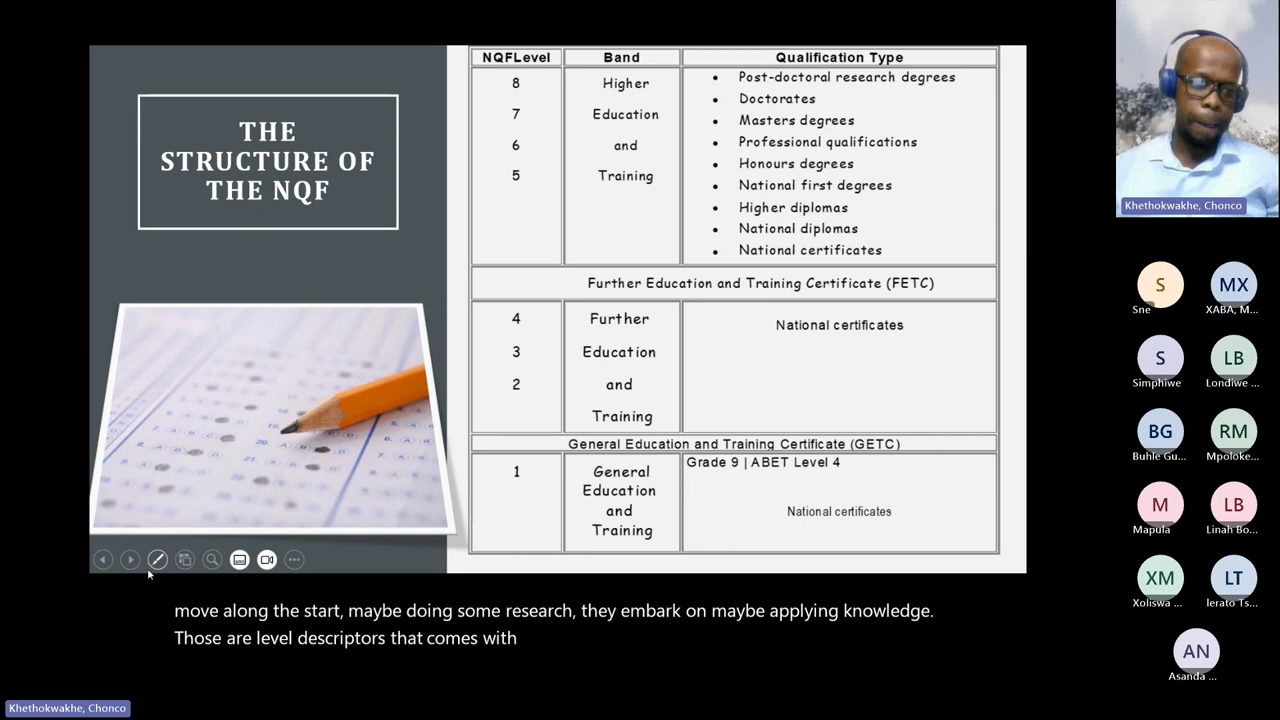 THE
STRUCTURE OF
THE NQF
NQFLevel Band Qualification Type
8 Higher
7 Education
6 and
5 Training
• Post-doctoral research degrees
• Doctorates
• Masters degrees
• Professional qualifications
• Honours degrees
• National first degrees
• Higher diplomas
• National diplomas
• National certificates
Further Education and Training Certificate (FETC)
4 Further
3 Education
2 and
Training
National certificates
General Education and Training Certificate (GETC)
1 General
Education
and
Training
Grade 9 | ABET Level 4
National certificates
move along the start, maybe doing some research, they embark on maybe applying knowledge.
Those are level descriptors that comes with
Khethokwakhe, Chonco
Khethokwakhe, Chonco
S MX
Sne XABA, M...
S LB
Simphiwe Londiwe ...
BG RM
Buhle Gu... Mpoloke...
M LB
Mapula Linah Bo...
XM LT
Xoliswa ... lerato Ts...
AN
Asanda ...